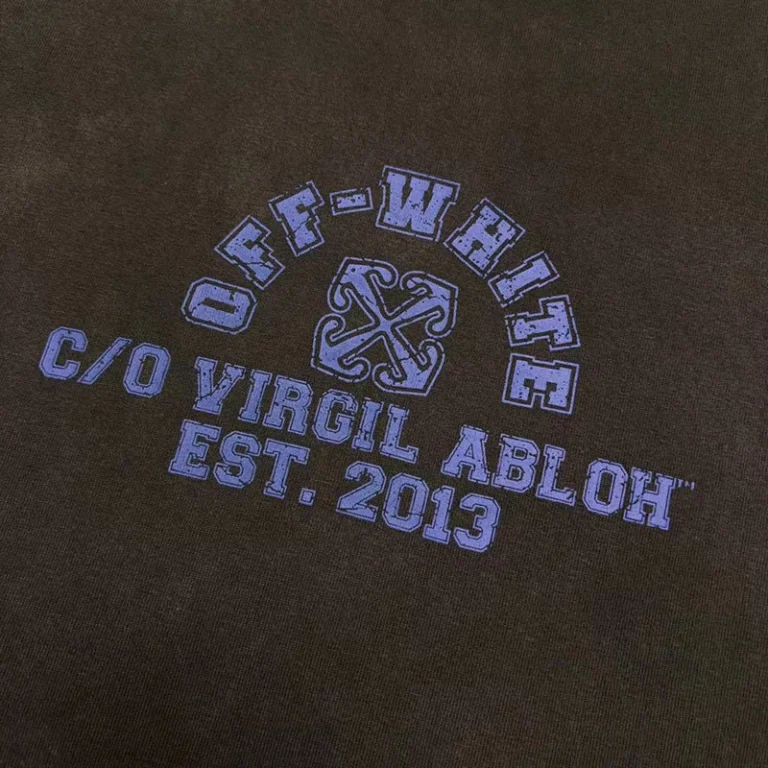 OFF-WHITE
C/O VIRGIL ABLOH™
EST. 2013